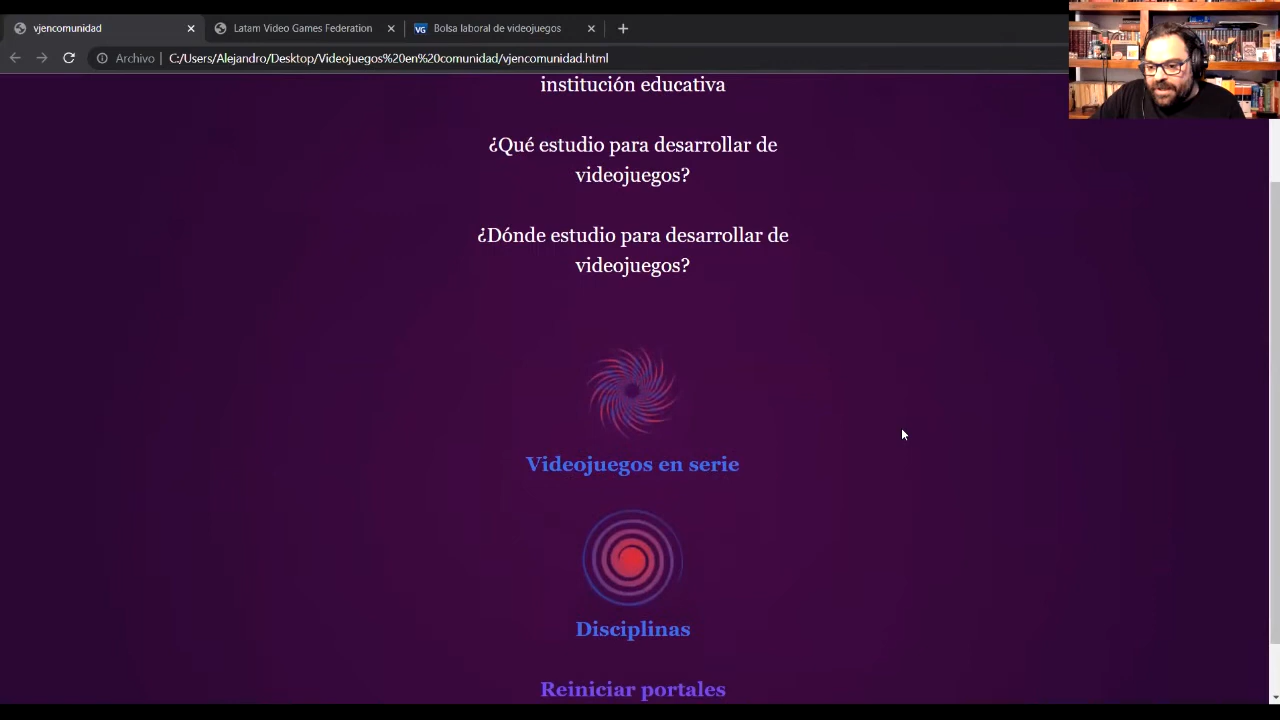 vjencomunidad
Latam Video Games Federation
VG
Bolsa laboral de videojuegos
Archivo
C:/Users/Alejandro/Desktop/Videojuegos%20en%20comunidad/vjencomunidad.html
institución educativa
¿Qué estudio para desarrollar de
videojuegos?
¿Dónde estudio para desarrollar de
videojuegos?
Videojuegos en serie
Disciplinas
Reiniciar portales